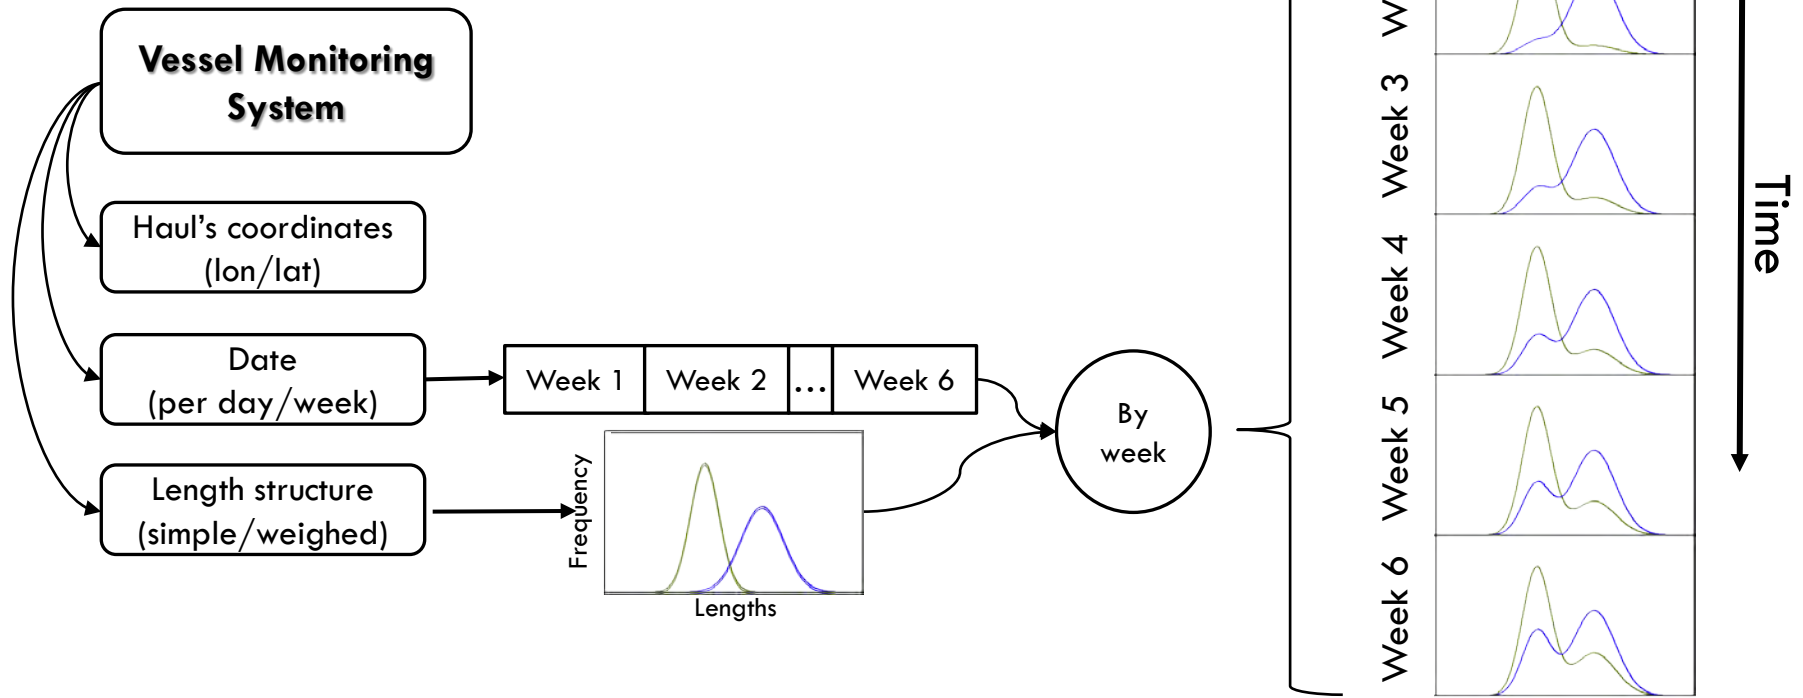 Vessel Monitoring
System
Haul's coordinates
(lon/lat)
Date
(per day/week)
Length structure
(simple/weighed)
Week 1
Week 2
...
Week 6
Frequency
Lengths
By
week
W
Week 3
Week 4
Week 5
Week 6
Time